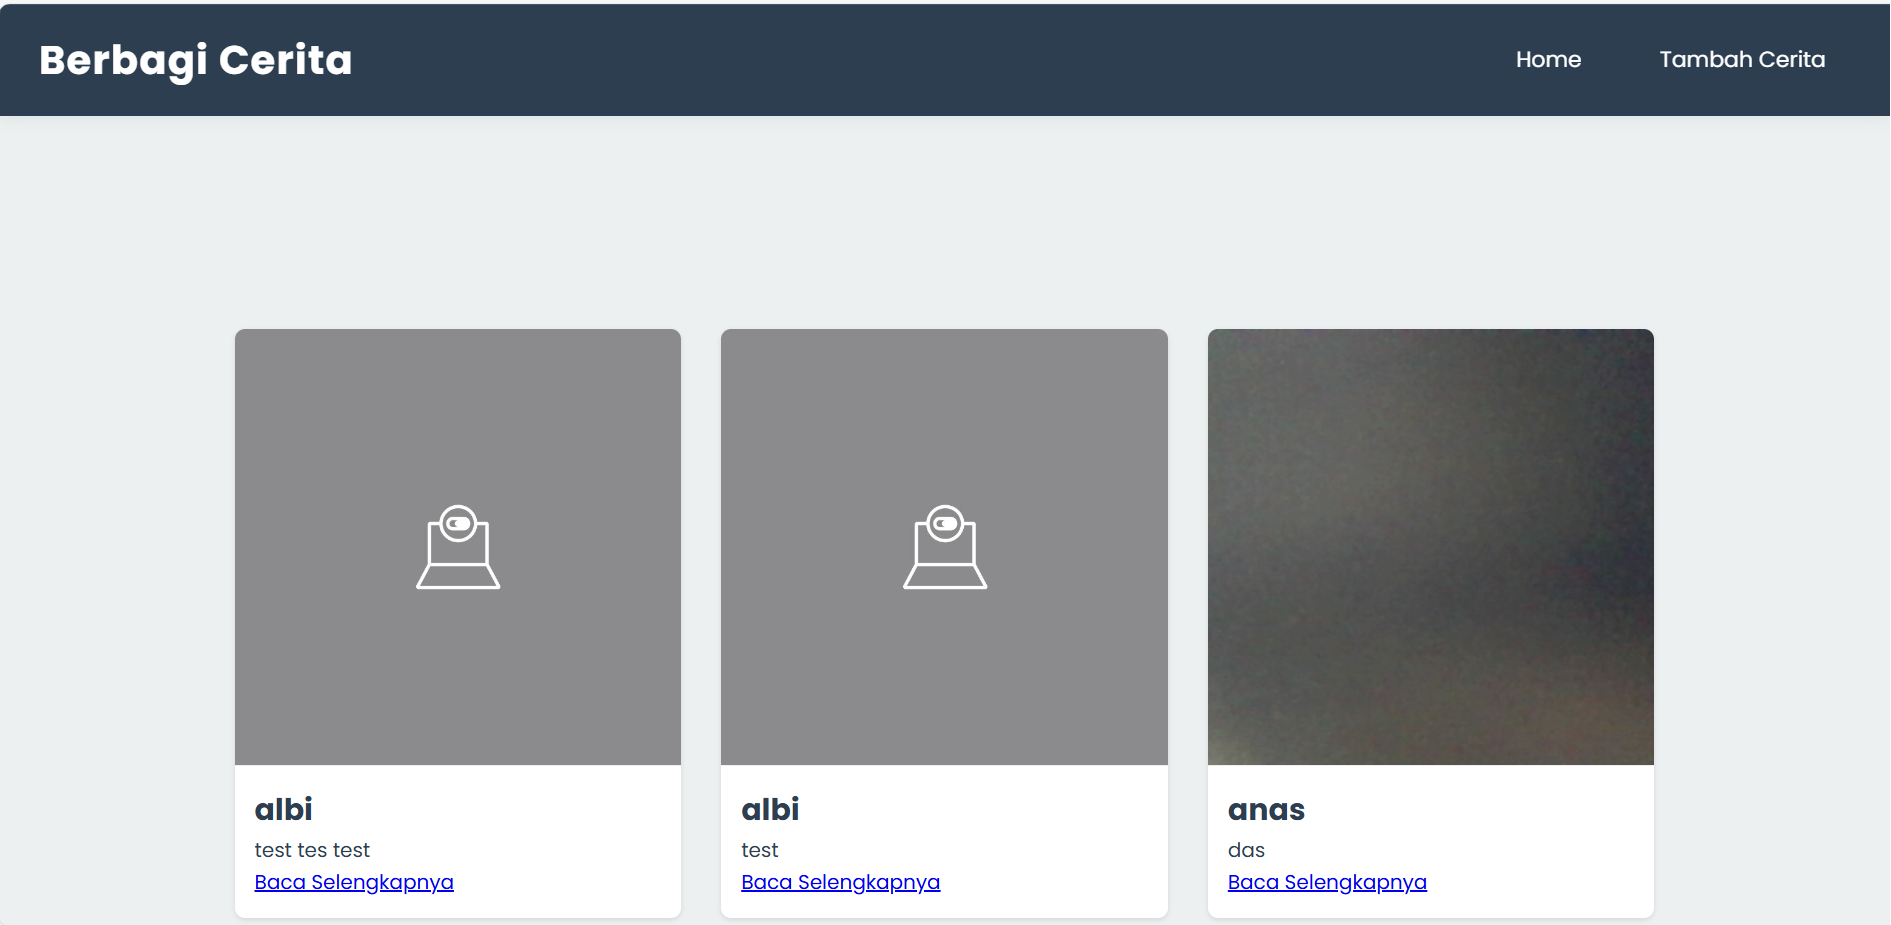 Berbagi Cerita
Home
Tambah Cerita
albi
test tes test
Baca Selengkapnya
albi
test
Baca Selengkapnya
anas
das
Baca Selengkapnya